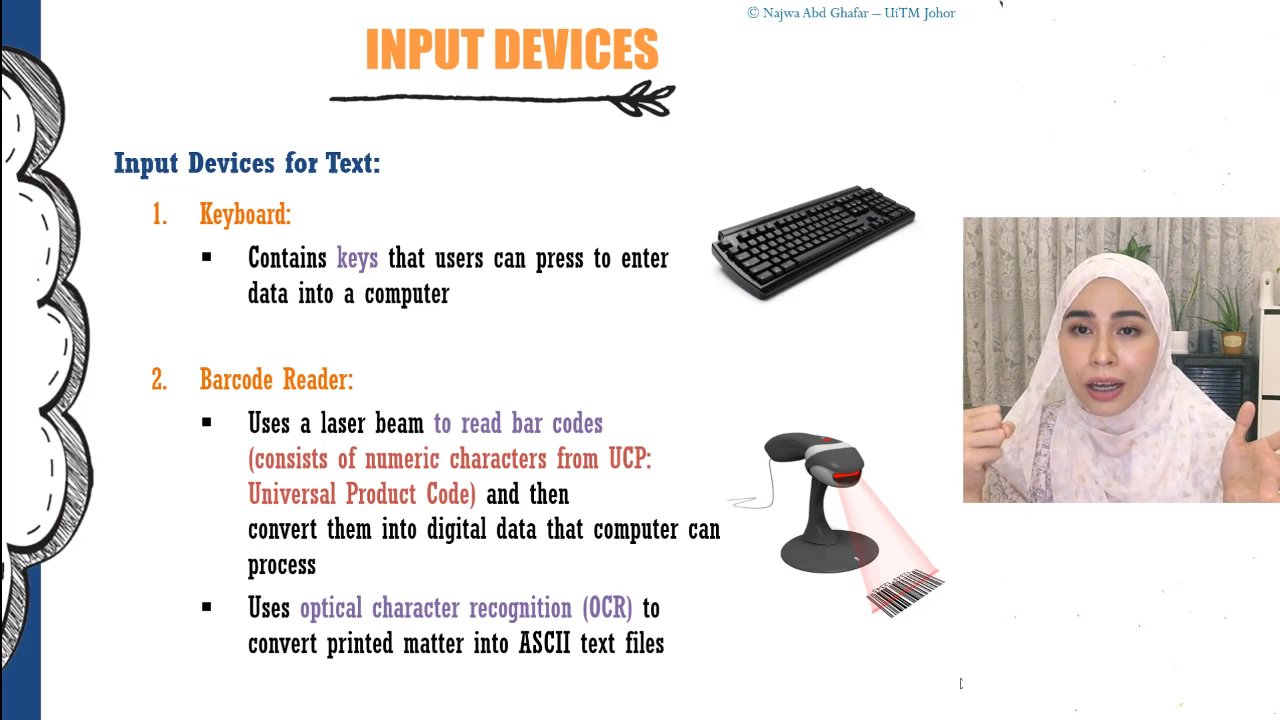 © Najwa Abd Ghafar – UiTM Johor
INPUT DEVICES
Input Devices for Text:
1. Keyboard:
▪ Contains keys that users can press to enter
data into a computer
2. Barcode Reader:
▪ Uses a laser beam to read bar codes
(consists of numeric characters from UCP:
Universal Product Code) and then
convert them into digital data that computer can
process
▪ Uses optical character recognition (OCR) to
convert printed matter into ASCII text files